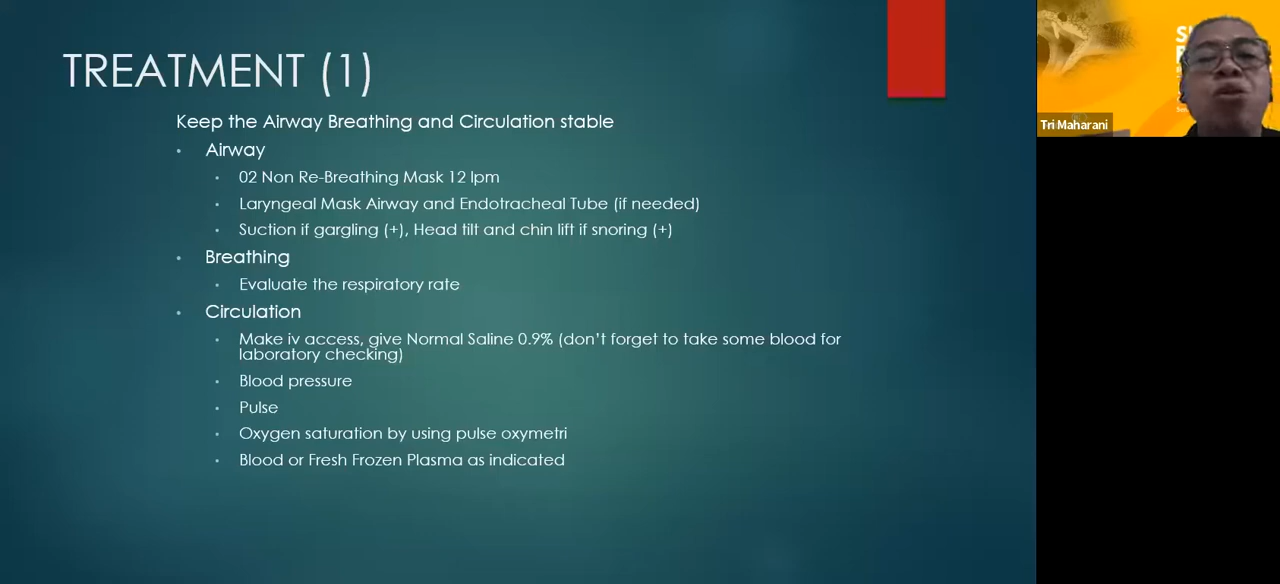 TREATMENT (1)
Keep the Airway Breathing and Circulation stable
Airway
02 Non Re-Breathing Mask 12 lpm
Laryngeal Mask Airway and Endotracheal Tube (if needed)
Suction if gargling (+), Head tilt and chin lift if snoring (+)
Breathing
Evaluate the respiratory rate
Circulation
Make iv access, give Normal Saline 0.9% (don't forget to take some blood for
laboratory checking)
Blood pressure
Pulse
Oxygen saturation by using pulse oxymetri
Blood or Fresh Frozen Plasma as indicated
Tri Maharani